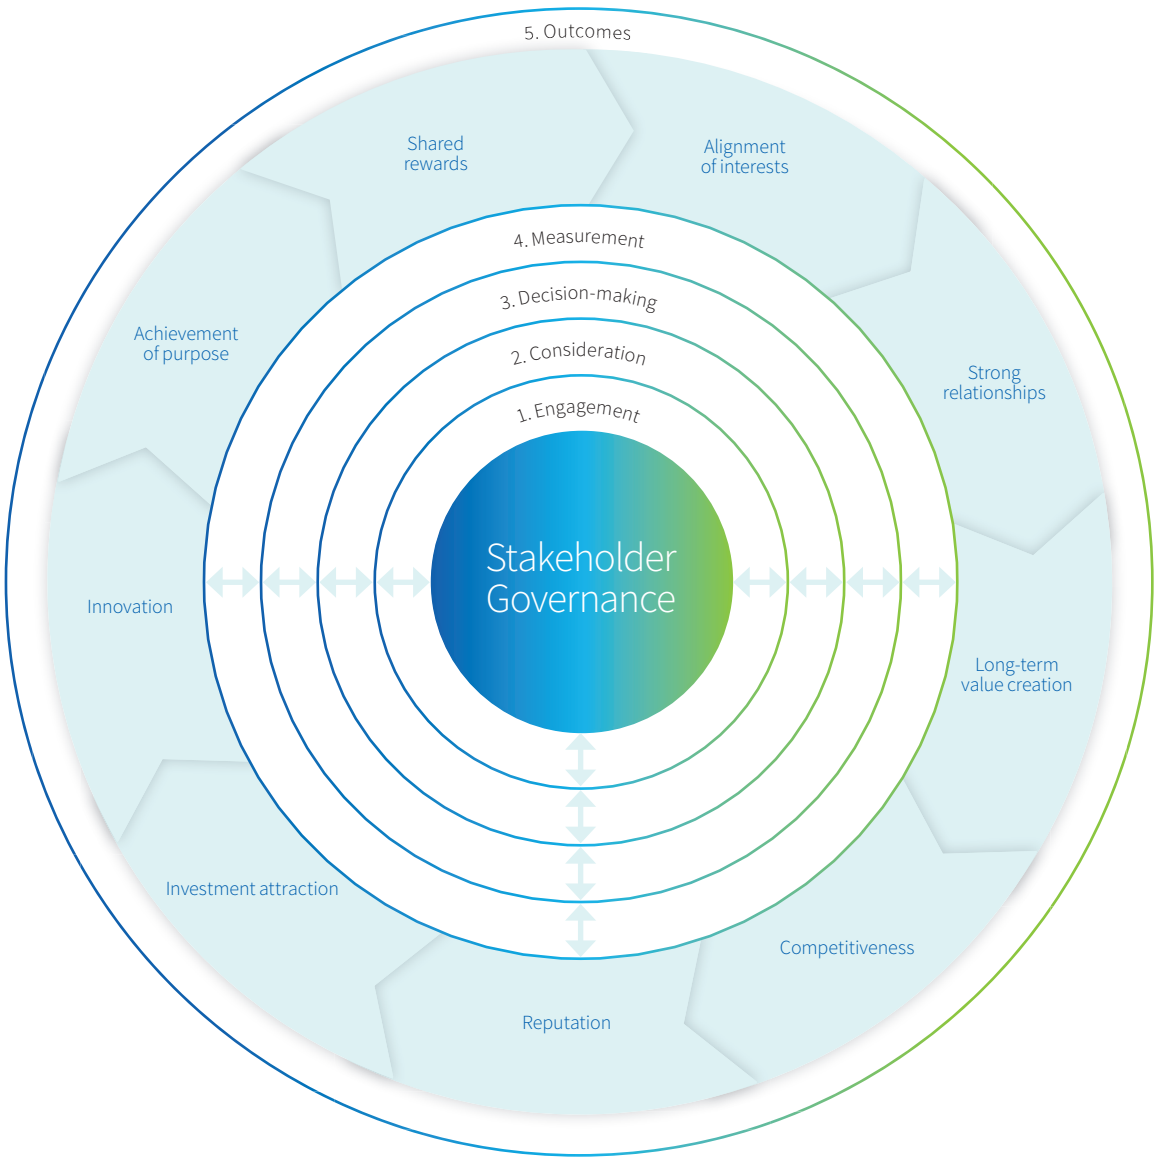 5. Outcomes
Shared
rewards
Alignment
of interests
4. Measurement
3. Decision-making
Achievement
of purpose
2. Consideration
Strong
relationships
1. Engagement
Stakeholder
Governance
Innovation
Long-term
value creation
Investment attraction
Competitiveness
Reputation